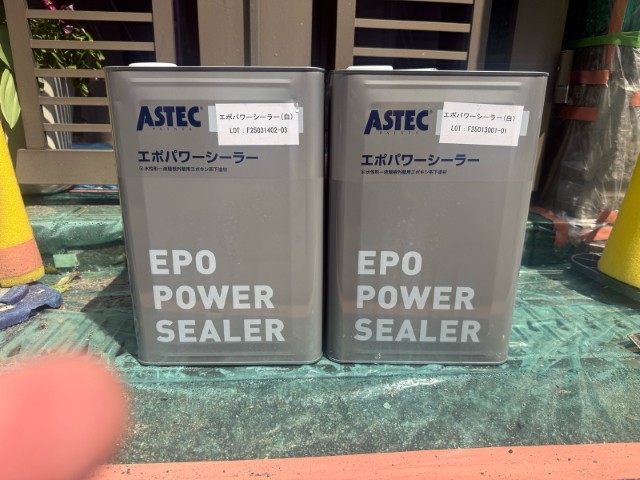 ASTEC
PAINTS
エポパワーシーラー(白)
LOT：F25031402-03
エポパワーシーラー
EPO
POWER
SEALER
ASTEC
PAINTS
エポパワーシーラー(白)
LOT：F25013001-01
エポパワーシーラー
EPO
POWER
SEALER